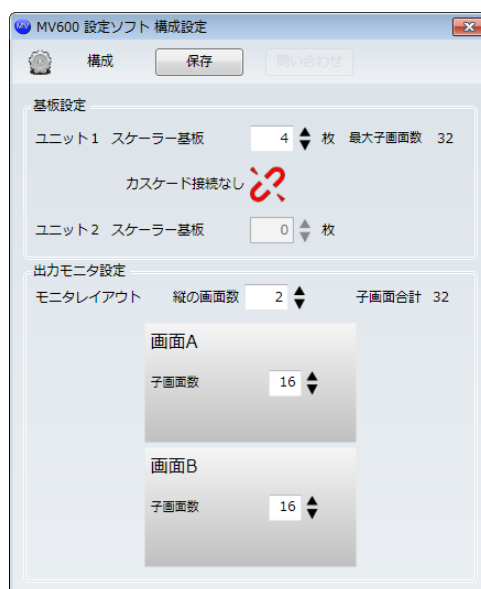 MV MV600 設定ソフト 構成設定
構成 保存 問い合わせ
基板設定
ユニット1 スケーラー基板 4 枚 最大子画面数 32
カスケード接続なし
ユニット2 スケーラー基板 0 枚
出力モニタ設定
モニタレイアウト 縦の画面数 2 子画面合計 32
画面A
子画面数 16
画面B
子画面数 16